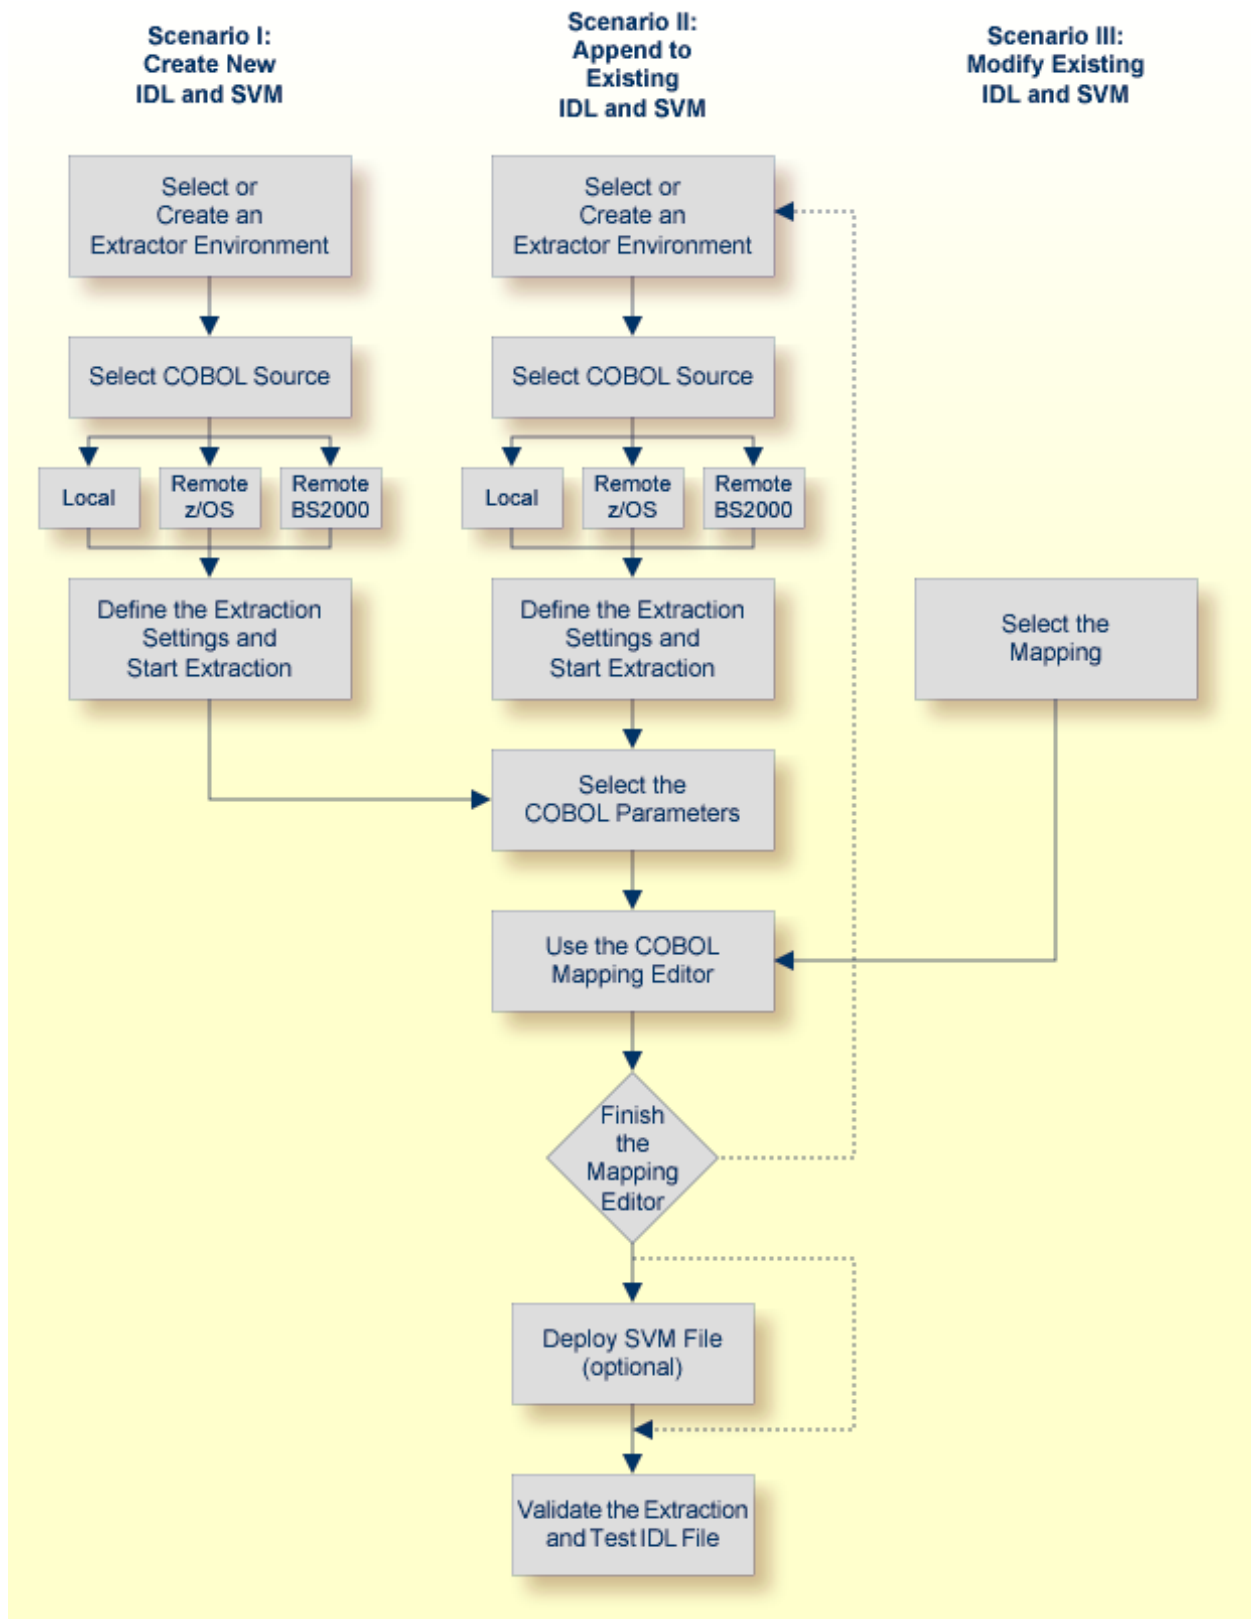 Scenario I:
Create New
IDL and SVM
Scenario II:
Append to
Existing
IDL and SVM
Scenario III:
Modify Existing
IDL and SVM
Select or
Create an
Extractor Environment
Select or
Create an
Extractor Environment
Select COBOL Source
Select COBOL Source
Local
Remote
z/OS
Remote
BS2000
Local
Remote
z/OS
Remote
BS2000
Define the Extraction
Settings and
Start Extraction
Define the Extraction
Settings and
Start Extraction
Select the
Mapping
Select the
COBOL Parameters
Use the COBOL
Mapping Editor
Finish
the
Mapping
Editor
Deploy SVM File
(optional)
Validate the Extraction
and Test IDL File